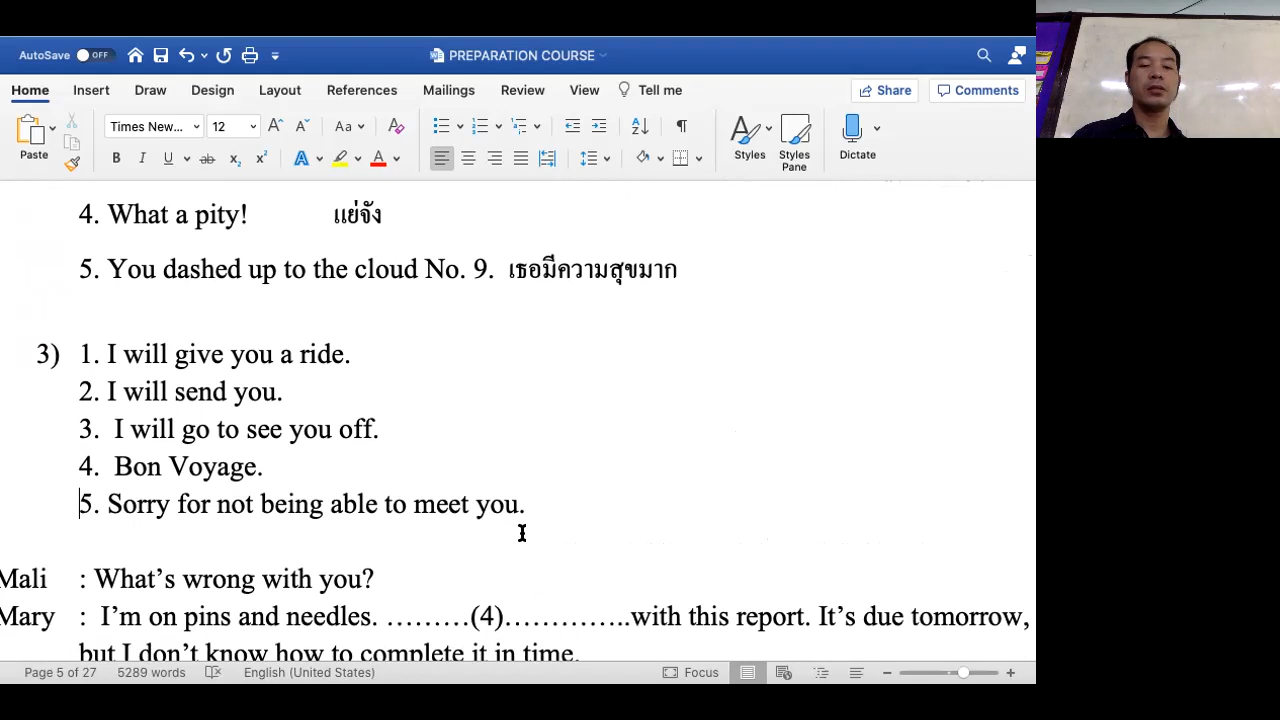 AutoSave OFF PREPARATION COURSE
Home Insert Draw Design Layout References Mailings Review View Tell me Share Comments
Times New... 12 Aa
Paste Styles Styles Pane Dictate
4. What a pity! แย่จัง
5. You dashed up to the cloud No. 9. เธอมีความสุขมาก
3) 1. I will give you a ride.
2. I will send you.
3. I will go to see you off.
4. Bon Voyage.
5. Sorry for not being able to meet you.
Mali : What's wrong with you?
Mary : I'm on pins and needles. ………(4)…………..with this report. It's due tomorrow,
but I don't know how to complete it in time.
Page 5 of 27 5289 words English (United States) Focus